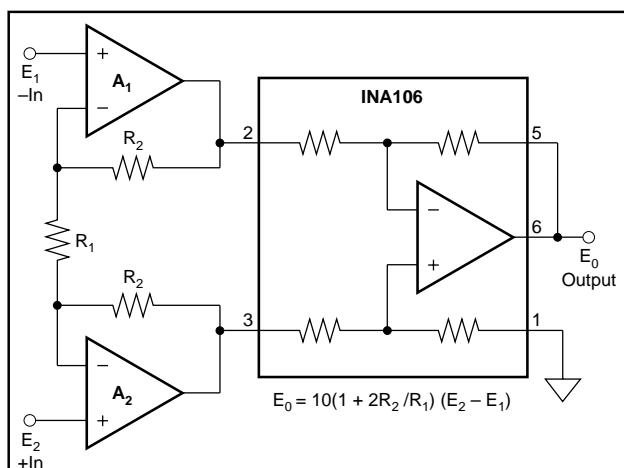 E₁
–In
+
A₁
–
R₂
R₁
R₂
–
A₂
+
E₂
+In
INA106
2
5
–
6
+
E₀
Output
3
1
E₀ = 10(1 + 2R₂ /R₁) (E₂ – E₁)